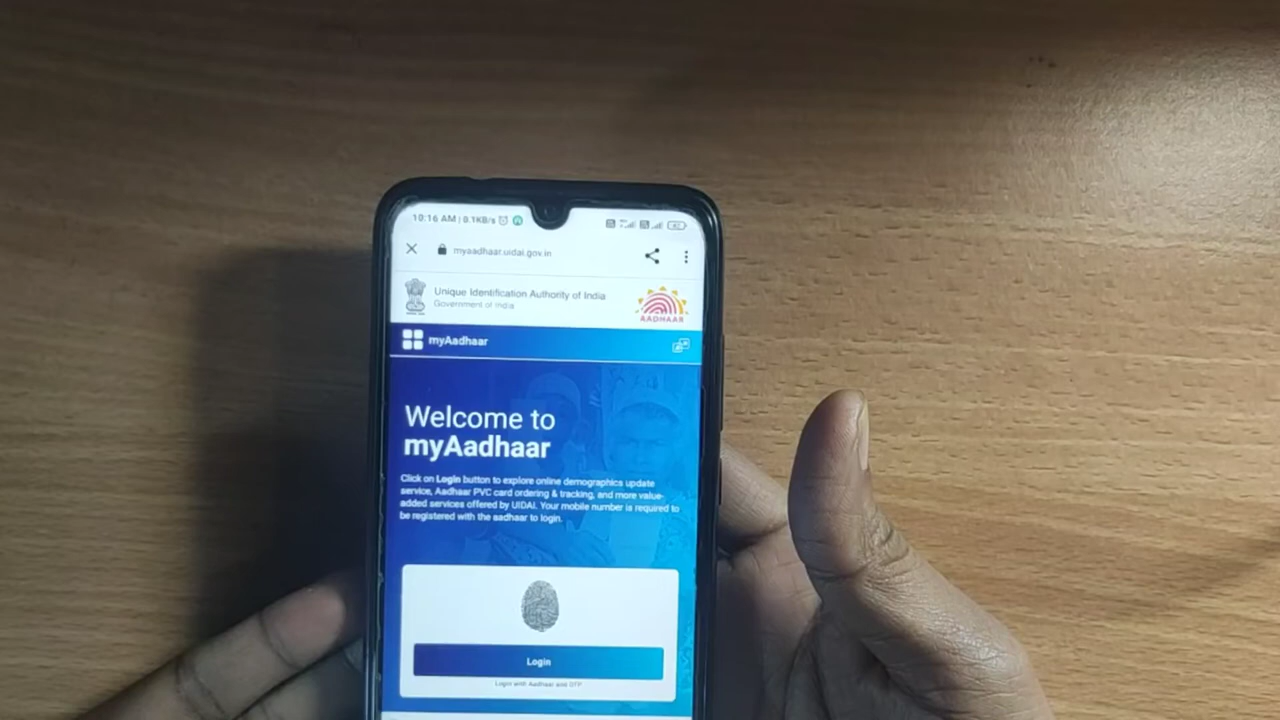 10:16 AM | 0.1KB/s
myaadhaar.uidai.gov.in
Unique Identification Authority of India
Government of India
AADHAAR
myAadhaar
Welcome to
myAadhaar
Click on Login button to explore online demographics update
service, Aadhaar PVC card ordering & tracking, and more value-
added services offered by UIDAI. Your mobile number is required to
be registered with the aadhaar to login.
Login
Login with Aadhaar and OTP